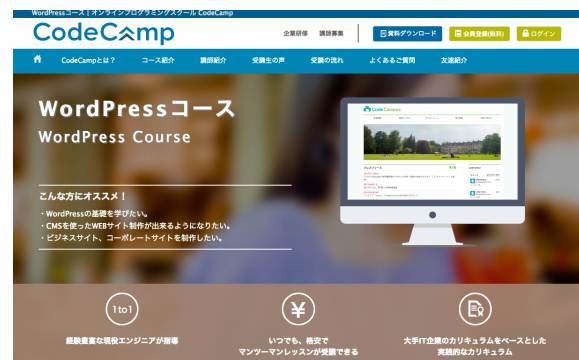 WordPressコース | オンラインプログラミングスクール CodeCamp
CodeCamp
企業研修 講師募集 資料ダウンロード 会員登録(無料) ログイン
CodeCampとは？ コース紹介 講師紹介 受講生の声 受講の流れ よくあるご質問 友達紹介
WordPressコース
WordPress Course
Code Campus
こんな方にオススメ！
・WordPressの基礎を学びたい。
・CMSを使ったWEBサイト制作が出来るようになりたい。
・ビジネスサイト、コーポレートサイトを制作したい。
1to1
¥
経験豊富な現役エンジニアが指導
いつでも、格安で
マンツーマンレッスンが受講できる
大手IT企業のカリキュラムをベースとした
実践的なカリキュラム